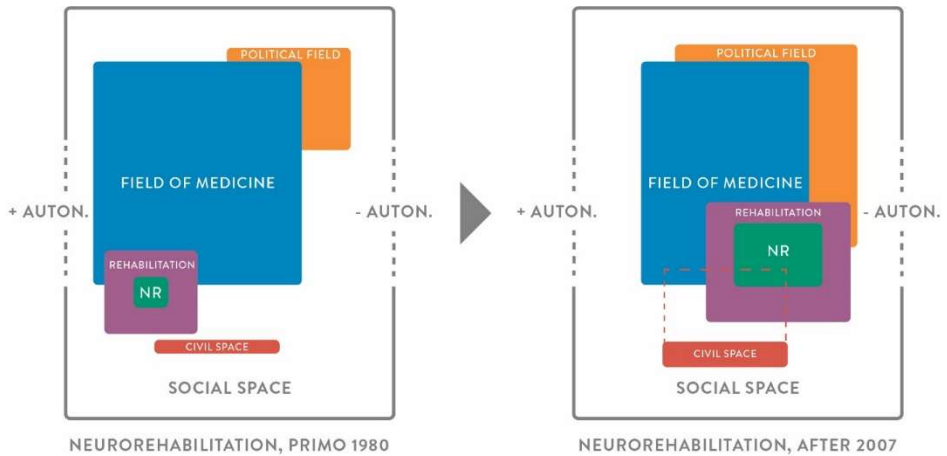 POLITICAL FIELD
FIELD OF MEDICINE
+ AUTON.
- AUTON.
REHABILITATION
NR
CIVIL SPACE
SOCIAL SPACE
NEUROREHABILITATION, PRIMO 1980
POLITICAL FIELD
FIELD OF MEDICINE
+ AUTON.
- AUTON.
REHABILITATION
NR
CIVIL SPACE
SOCIAL SPACE
NEUROREHABILITATION, AFTER 2007